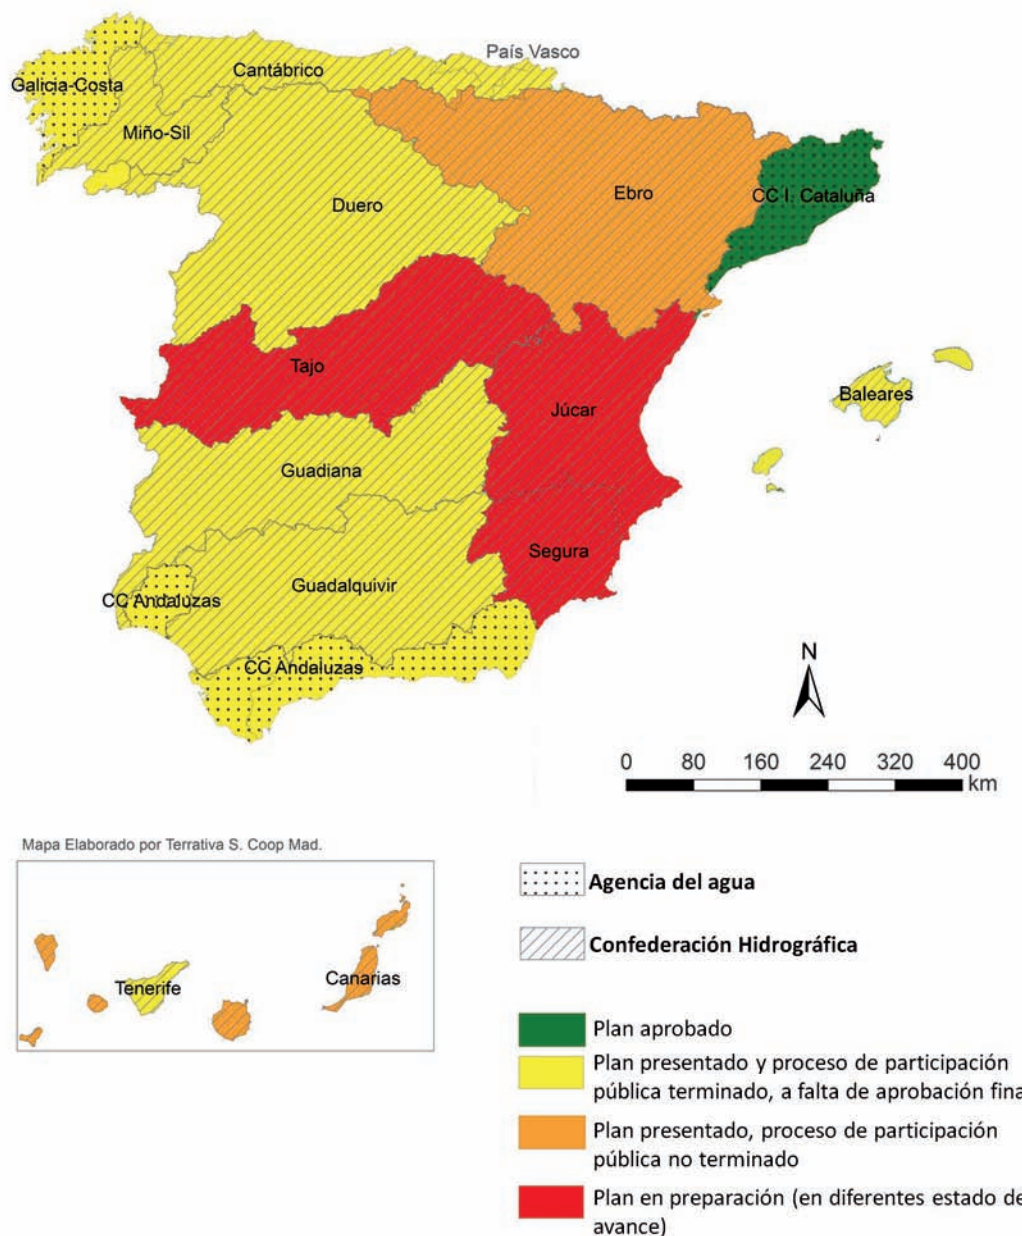 País Vasco
Cantábrico
Galicia-Costa
Miño-Sil
Duero
Ebro
CC I. Cataluña
Tajo
Baleares
Júcar
Guadiana
Segura
Guadalquivir
CC Andaluzas
CC Andaluzas
N
0 80 160 240 320 400
km
Mapa Elaborado por Terrativa S. Coop Mad.
Tenerife
Canarias
Agencia del agua
Confederación Hidrográfica
Plan aprobado
Plan presentado y proceso de participación
pública terminado, a falta de aprobación fina
Plan presentado, proceso de participación
pública no terminado
Plan en preparación (en diferentes estado de
avance)